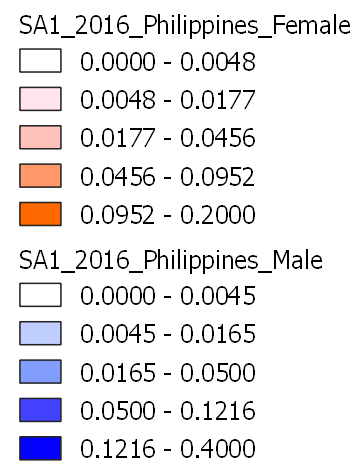 SA1_2016_Philippines_Female
0.0000 - 0.0048
0.0048 - 0.0177
0.0177 - 0.0456
0.0456 - 0.0952
0.0952 - 0.2000
SA1_2016_Philippines_Male
0.0000 - 0.0045
0.0045 - 0.0165
0.0165 - 0.0500
0.0500 - 0.1216
0.1216 - 0.4000